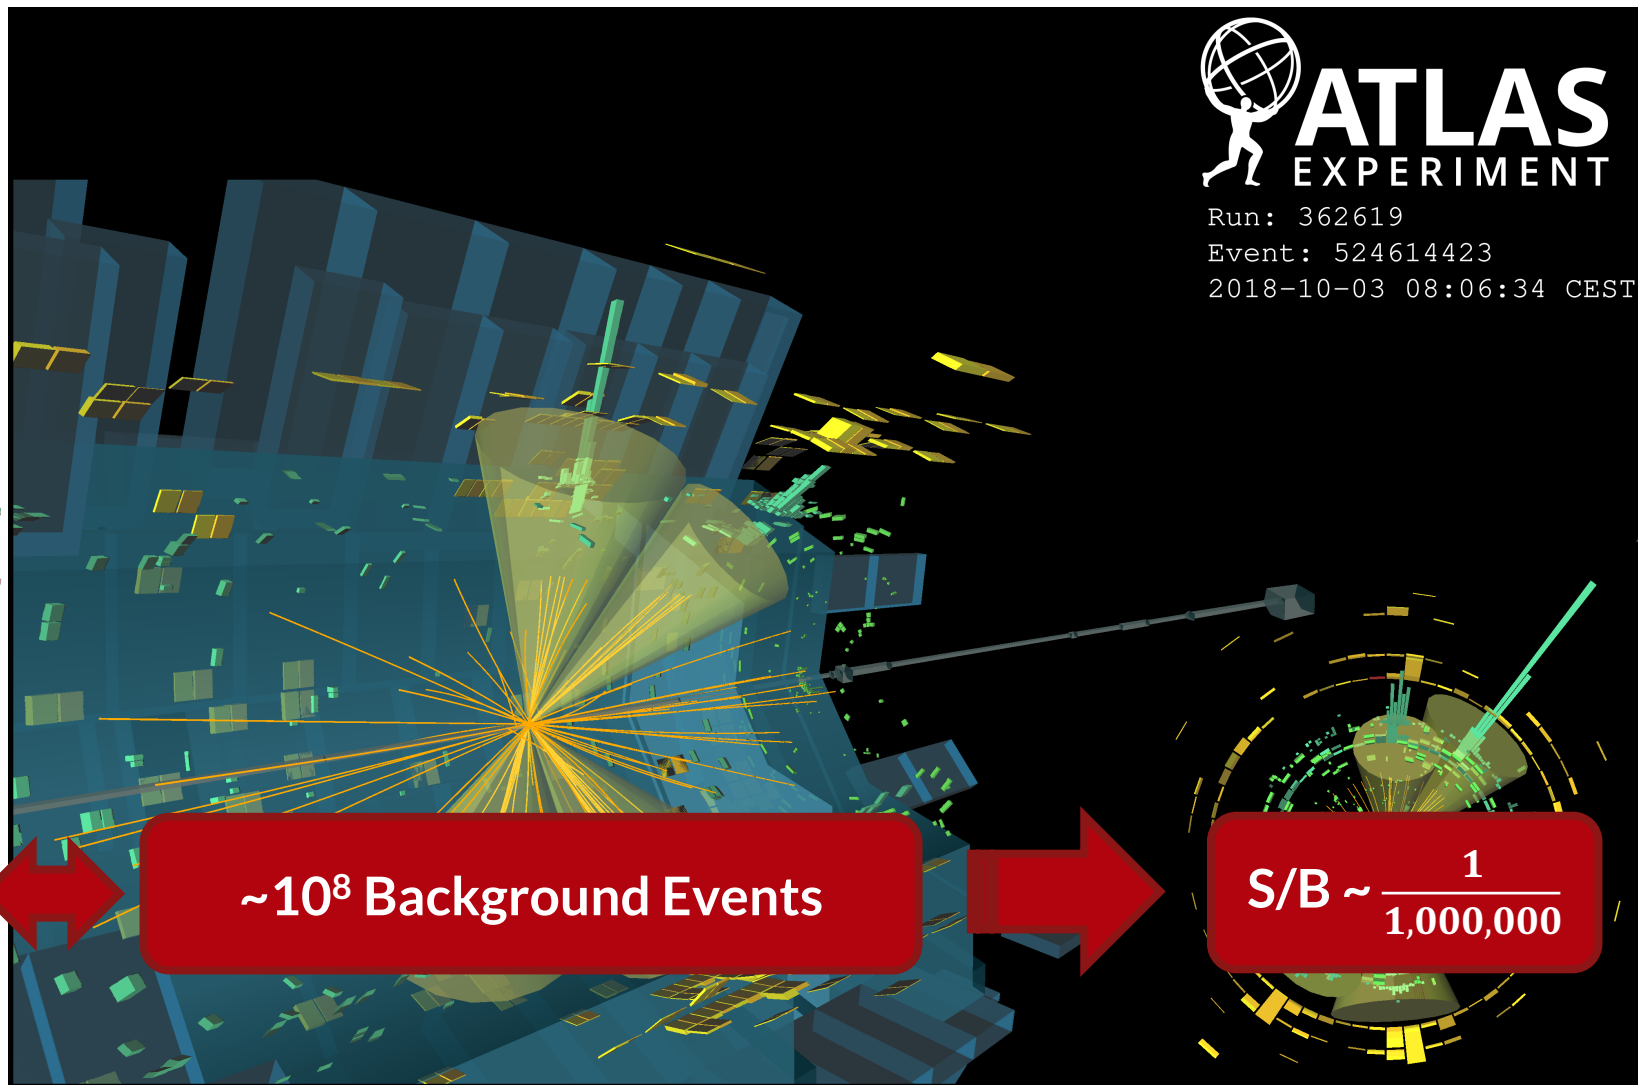 ATLAS
EXPERIMENT
Run: 362619
Event: 524614423
2018-10-03 08:06:34 CEST
~10⁸ Background Events
S/B ~ 1
1,000,000